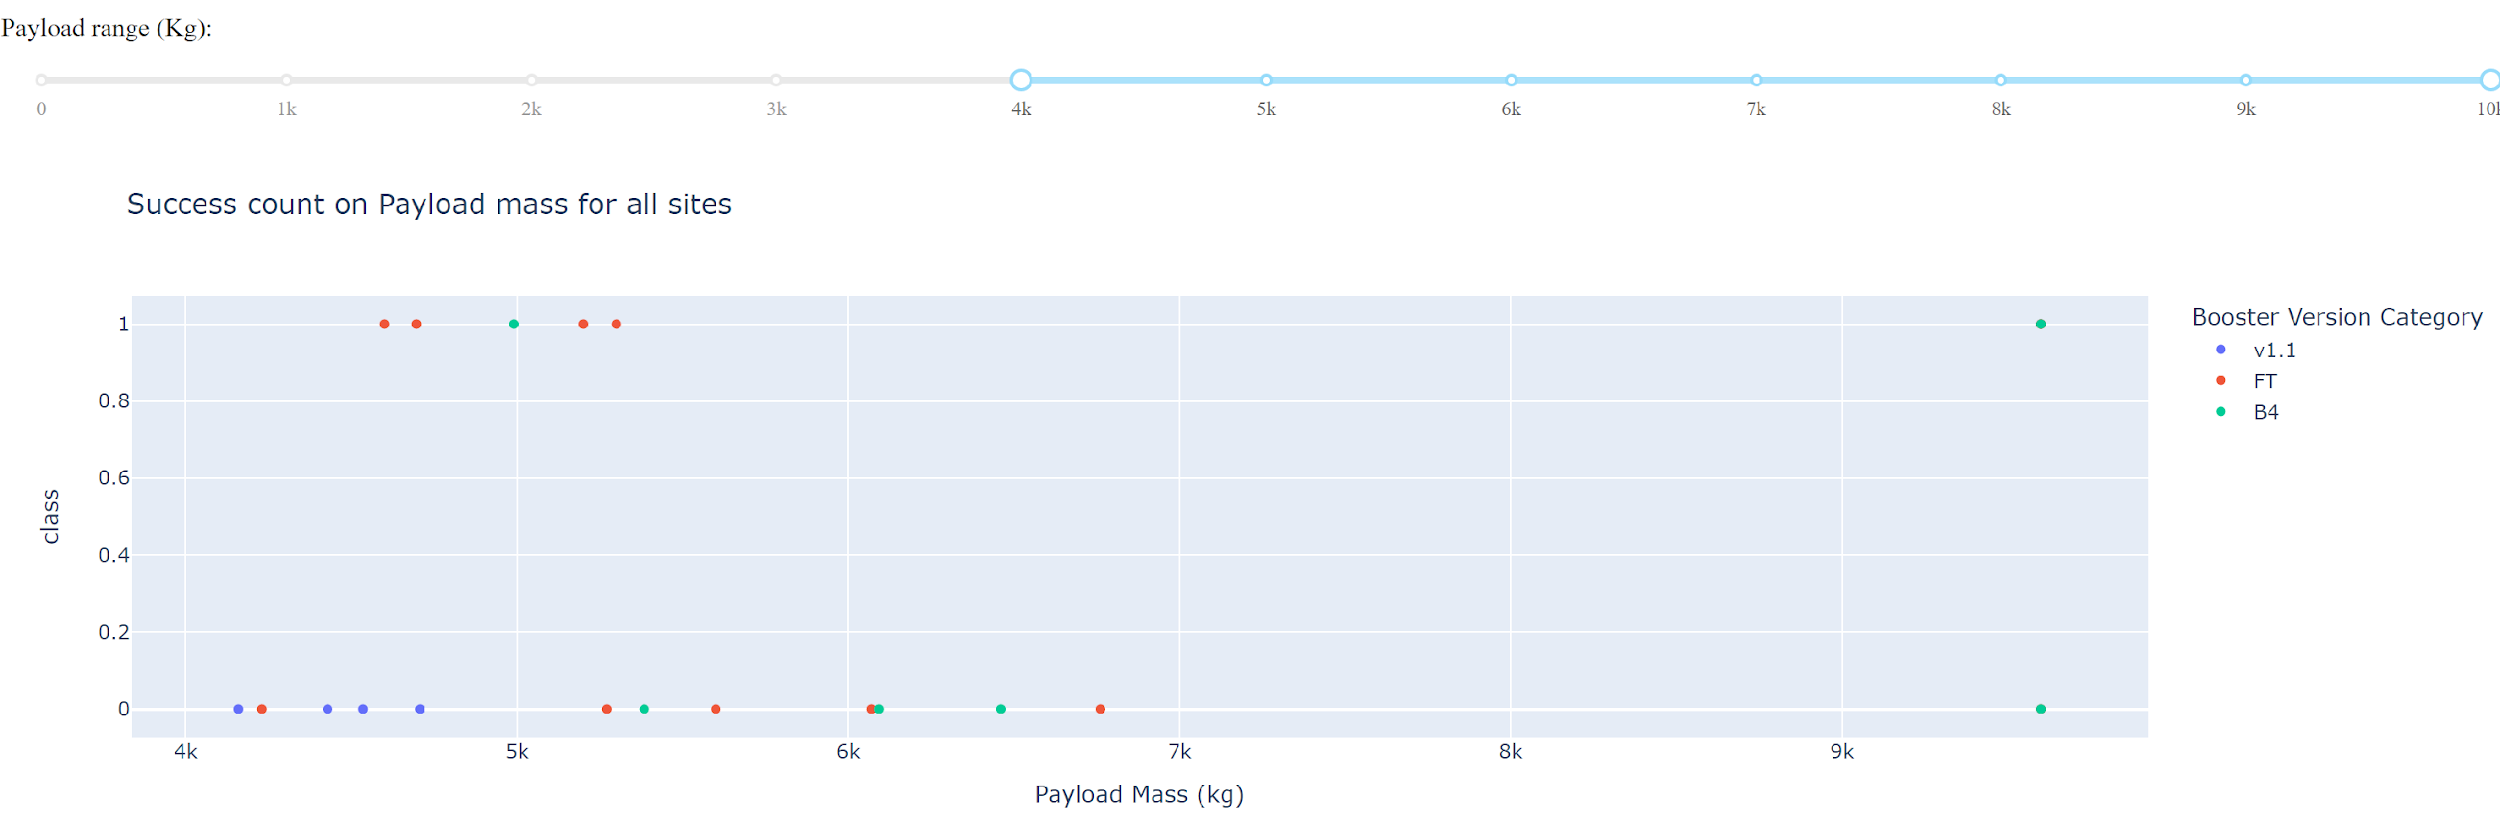 Payload range (Kg):
0 1k 2k 3k 4k 5k 6k 7k 8k 9k 10k
Success count on Payload mass for all sites
Booster Version Category
v1.1
FT
B4
1
0.8
0.6
0.4
0.2
0
class
4k 5k 6k 7k 8k 9k
Payload Mass (kg)